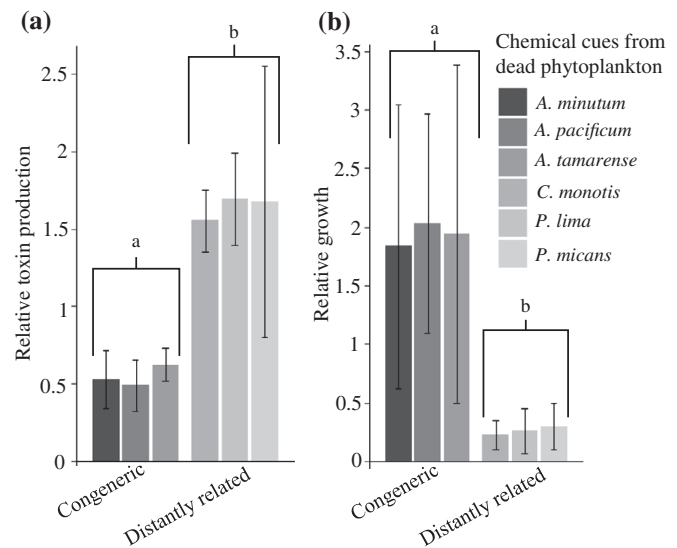 (a)
Relative toxin production
2.5
2
1.5
1
0.5
0
a
b
Congeneric
Distantly related
(b)
Relative growth
3.5
3
2.5
2
1.5
1
0.5
0
a
b
Congeneric
Distantly related
Chemical cues from
dead phytoplankton
A. minutum
A. pacificum
A. tamarense
C. monotis
P. lima
P. micans